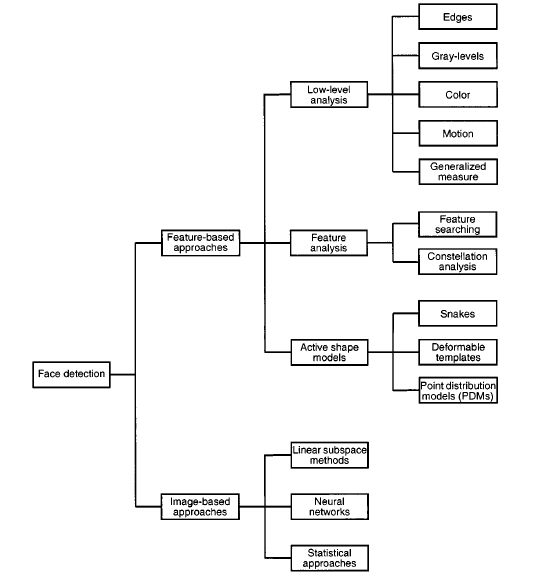 Edges
Gray-levels
Low-level
analysis
Color
Motion
Generalized
measure
Feature-based
approaches
Feature
analysis
Feature
searching
Constellation
analysis
Snakes
Active shape
models
Deformable
templates
Point distribution
models (PDMs)
Face detection
Linear subspace
methods
Image-based
approaches
Neural
networks
Statistical
approaches